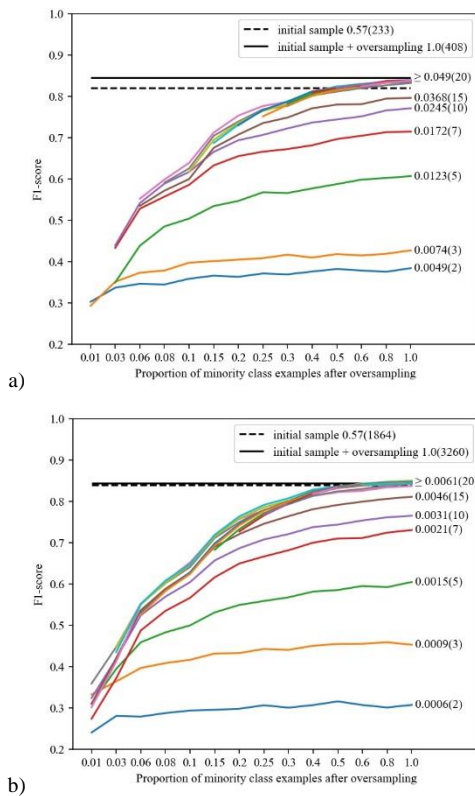 1.0
initial sample 0.57(233)
initial sample + oversampling 1.0(408)
0.9
≥ 0.049(20)
0.8
0.0368(15)
0.0245(10)
0.7
0.0172(7)
F1-score
0.6
0.0123(5)
0.5
0.4
0.0074(3)
0.0049(2)
0.3
0.2
0.01 0.03 0.06 0.08 0.1 0.15 0.2 0.25 0.3 0.4 0.5 0.8 1.0
Proportion of minority class examples after oversampling
a)
1.0
initial sample 0.57(1864)
initial sample + oversampling 1.0(3260)
0.9
≥ 0.0061(20
0.8
0.0046(15)
0.0031(10)
0.7
0.0021(7)
F1-score
0.6
0.0015(5)
0.5
0.0009(3)
0.4
0.3
0.0006(2)
0.2
0.01 0.03 0.06 0.08 0.1 0.15 0.2 0.25 0.3 0.4 0.5 0.8 1.0
Proportion of minority class examples after oversampling
b)